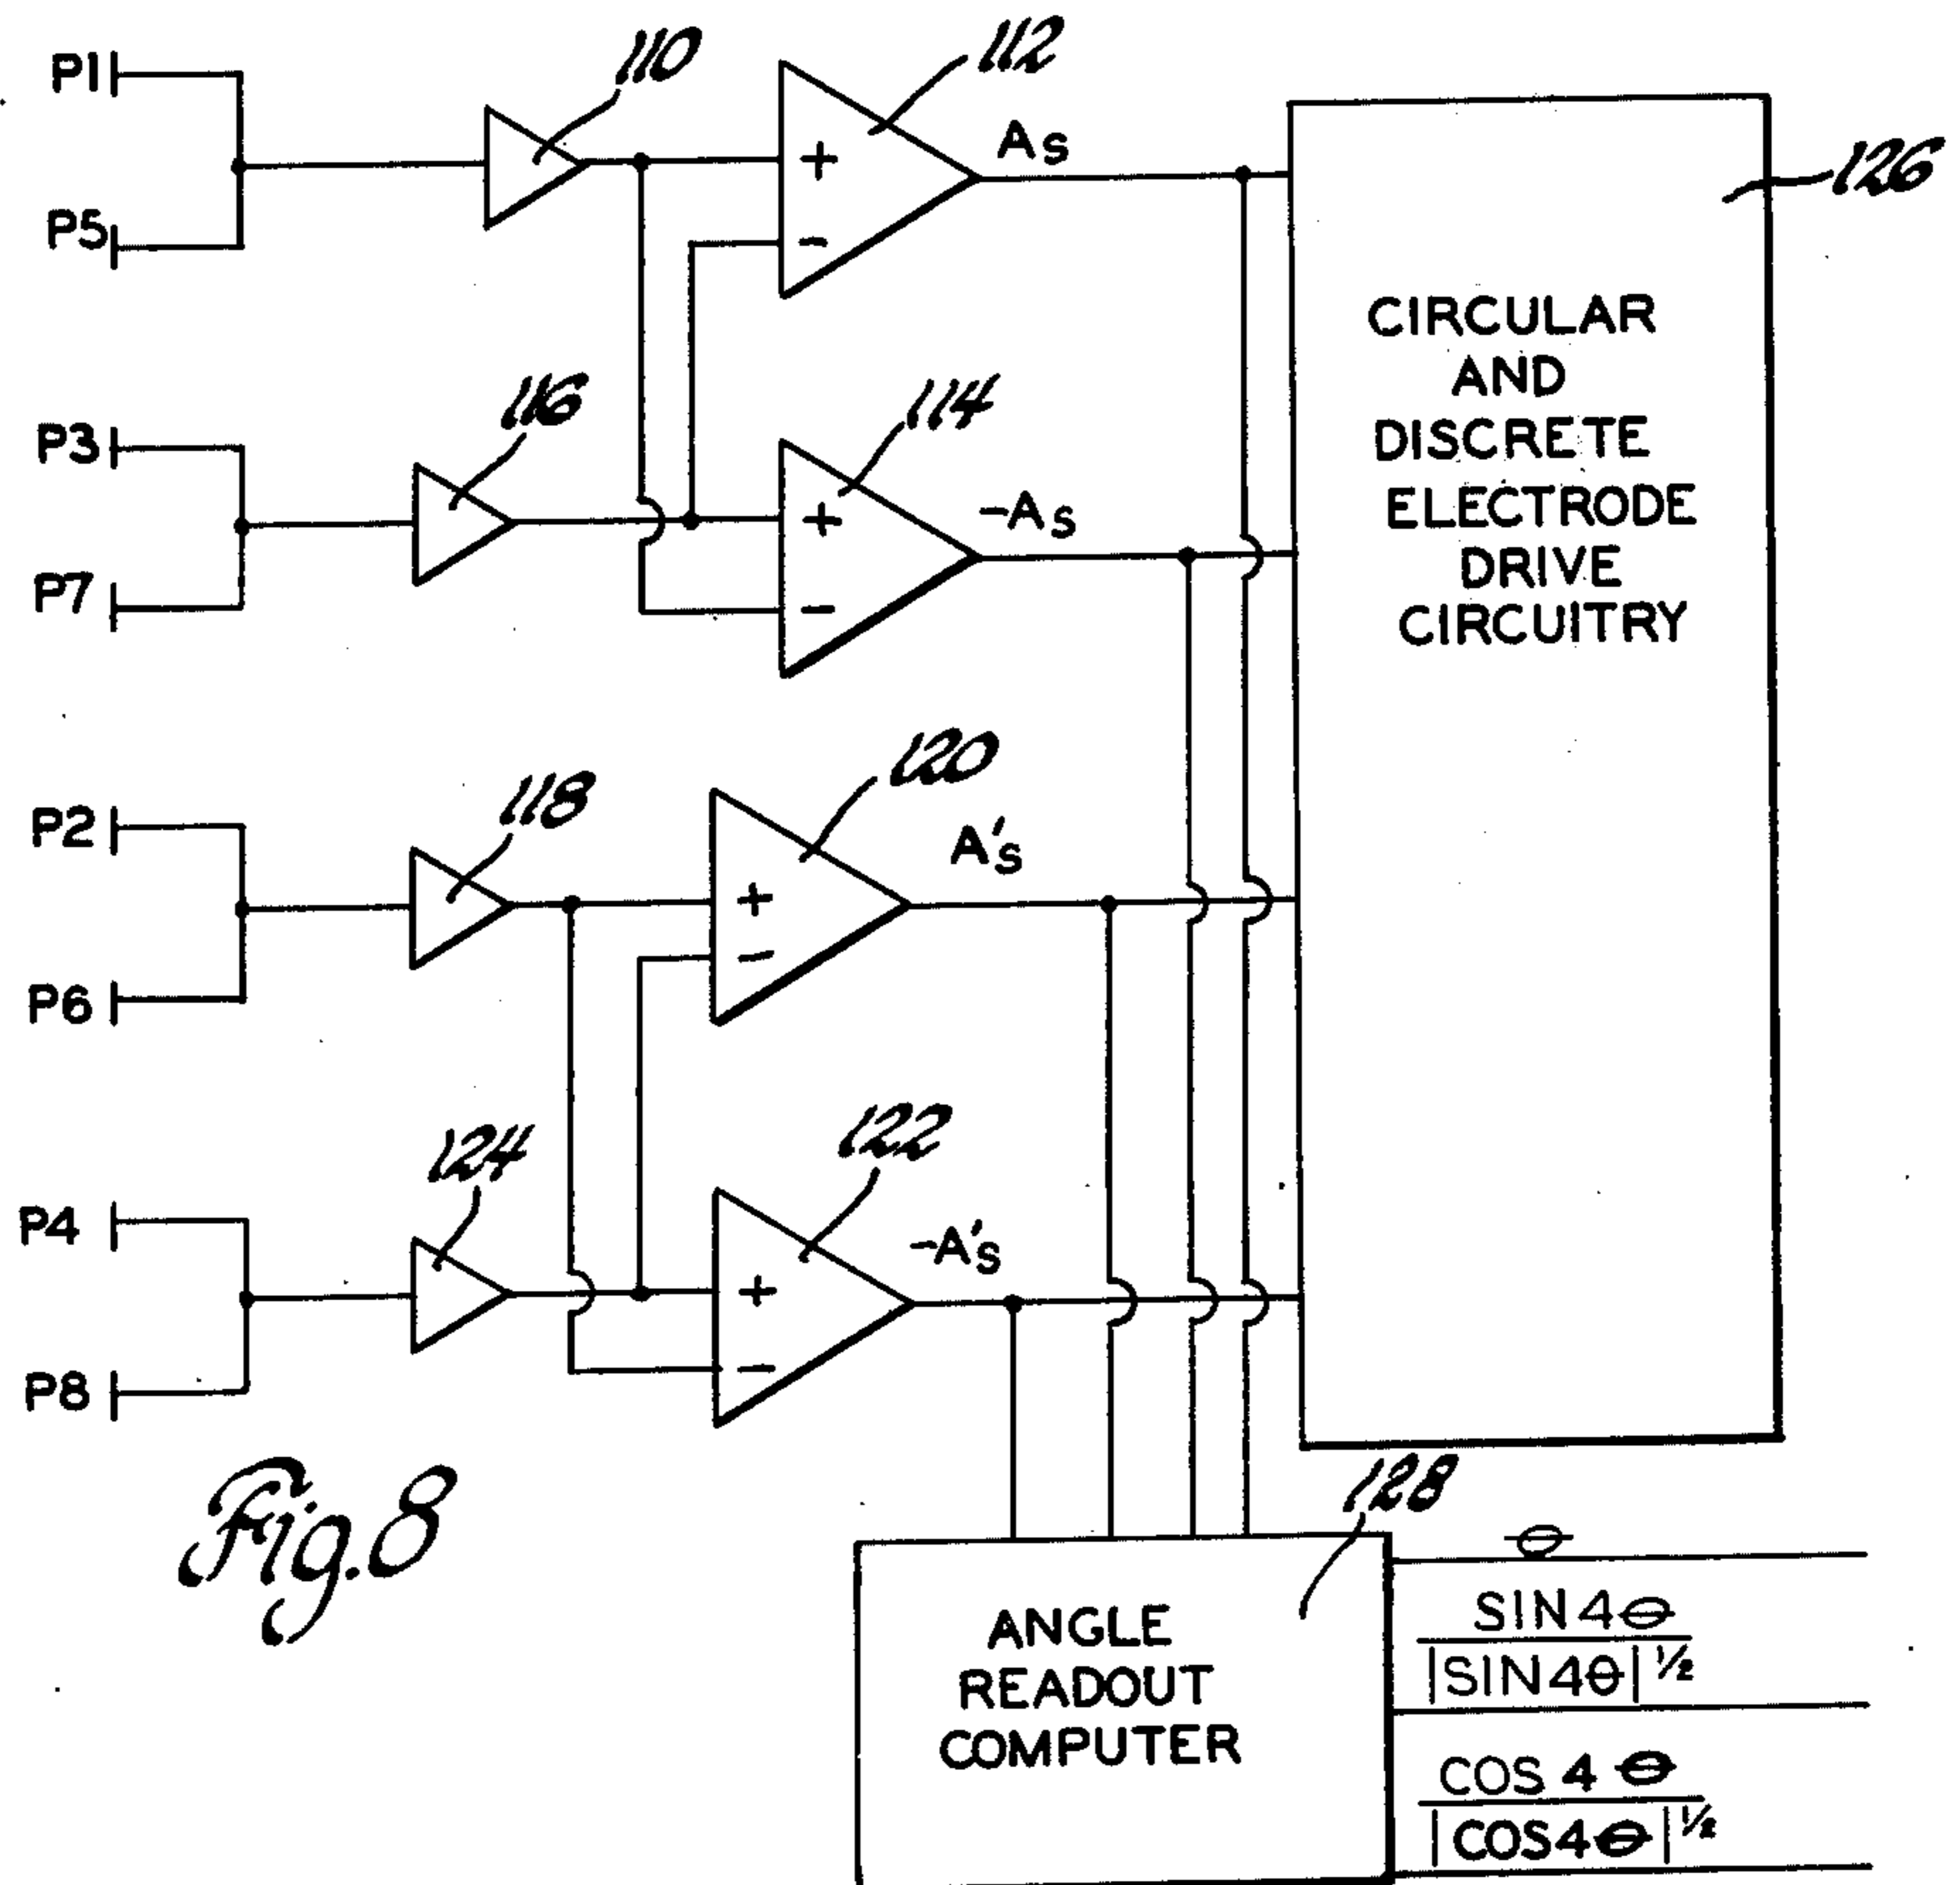 P1
110
112
As
126
P5
CIRCULAR
AND
DISCRETE
ELECTRODE
DRIVE
CIRCUITRY
+
-
P3
116
114
-As
P7
+
-
P2
118
120
A's
P6
+
-
P4
124
122
-A's
P8
+
-
Fig.8
128
ANGLE
READOUT
COMPUTER
θ
SIN4θ
|SIN4θ|½
COS 4 θ
|COS4θ|½